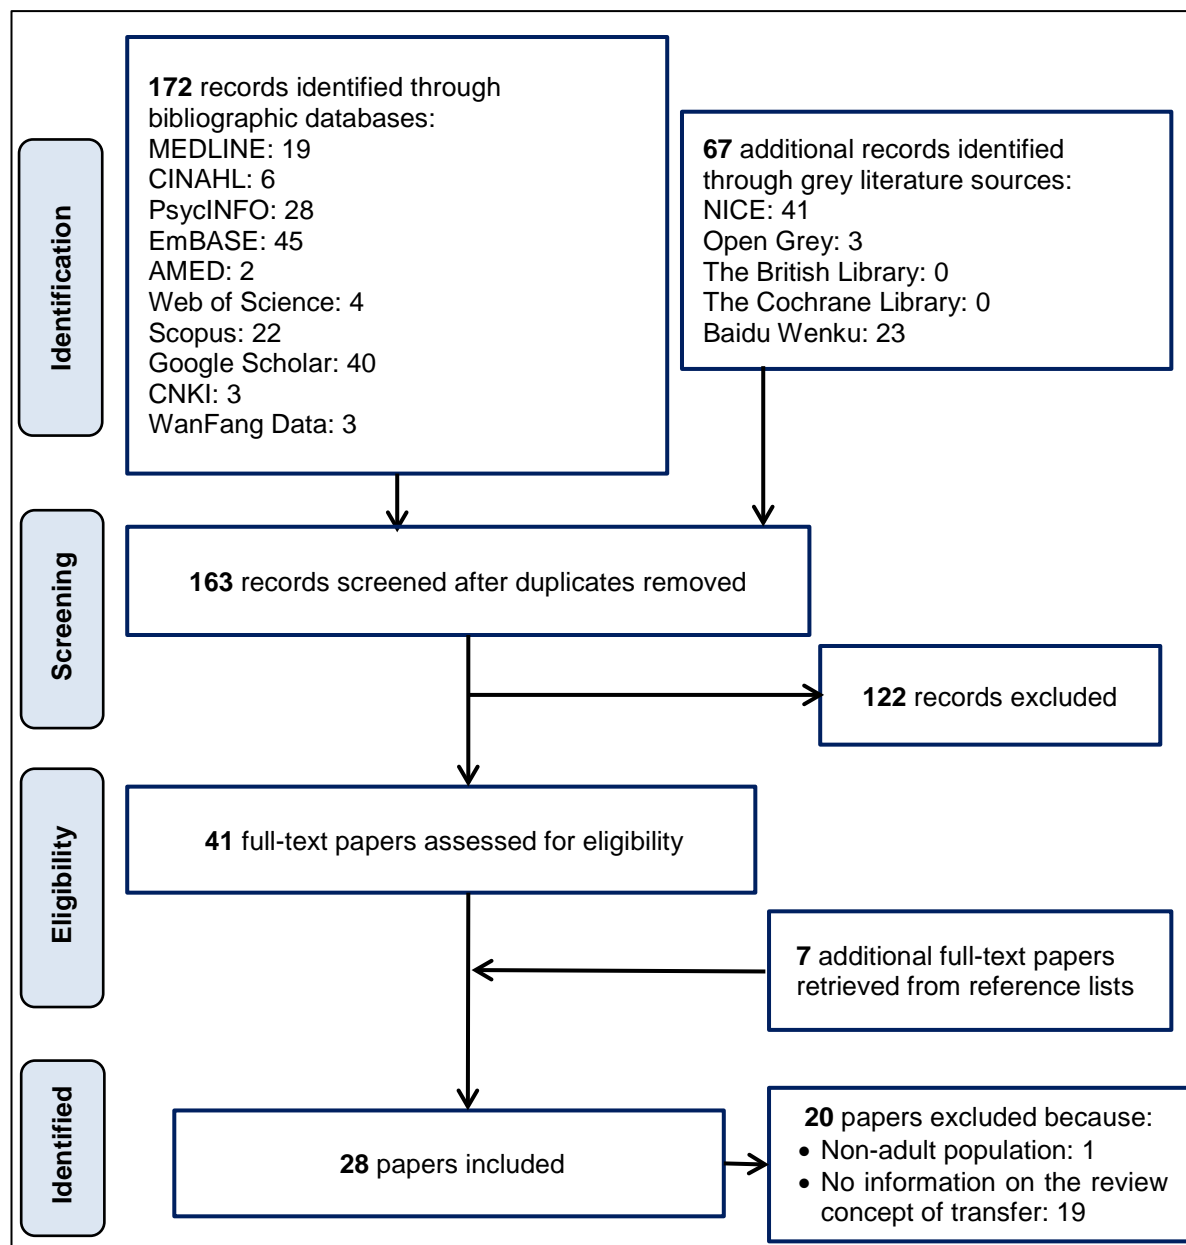 Identification
172 records identified through
bibliographic databases:
MEDLINE: 19
CINAHL: 6
PsycINFO: 28
EmBASE: 45
AMED: 2
Web of Science: 4
Scopus: 22
Google Scholar: 40
CNKI: 3
WanFang Data: 3
67 additional records identified
through grey literature sources:
NICE: 41
Open Grey: 3
The British Library: 0
The Cochrane Library: 0
Baidu Wenku: 23
Screening
163 records screened after duplicates removed
122 records excluded
Eligibility
41 full-text papers assessed for eligibility
7 additional full-text papers
retrieved from reference lists
Identified
28 papers included
20 papers excluded because:
• Non-adult population: 1
• No information on the review
concept of transfer: 19